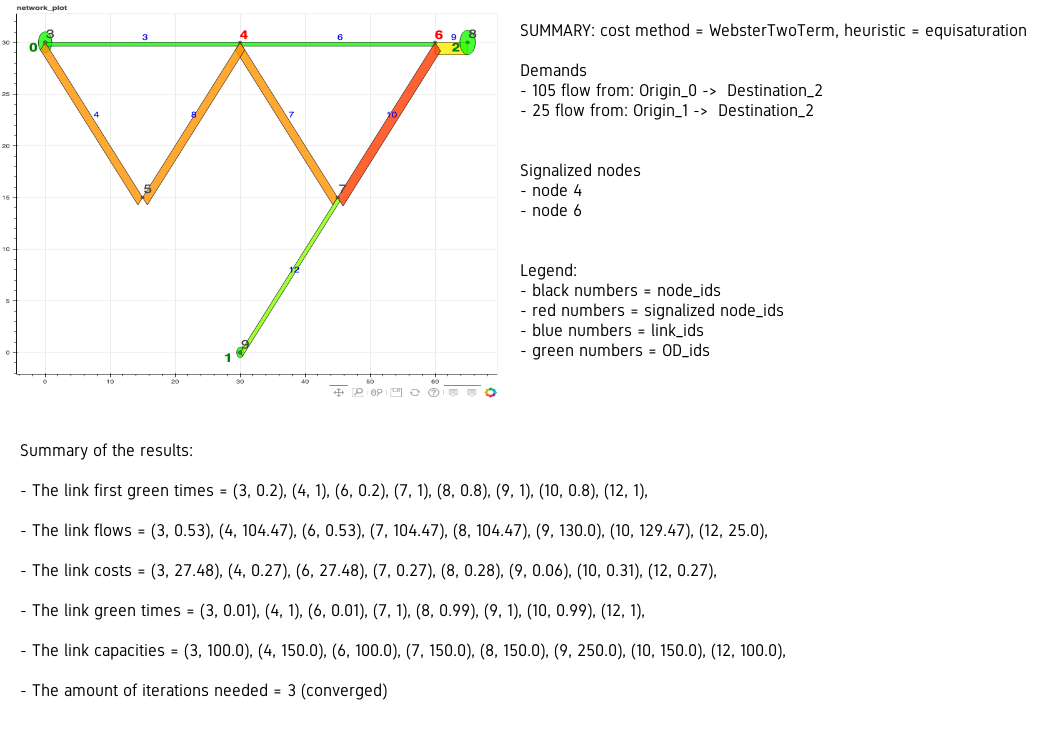 network_plot
SUMMARY: cost method = WebsterTwoTerm, heuristic = equisaturation
Demands
- 105 flow from: Origin_0 -> Destination_2
- 25 flow from: Origin_1 -> Destination_2
Signalized nodes
- node 4
- node 6
Legend:
- black numbers = node_ids
- red numbers = signalized node_ids
- blue numbers = link_ids
- green numbers = OD_ids
3 4 6 8
3 6 9
0 2
4 8 7 10
5 7
12
9
1
30
25
20
15
10
5
0
0 10 20 30 40 50 60
Summary of the results:
- The link first green times = (3, 0.2), (4, 1), (6, 0.2), (7, 1), (8, 0.8), (9, 1), (10, 0.8), (12, 1),
- The link flows = (3, 0.53), (4, 104.47), (6, 0.53), (7, 104.47), (8, 104.47), (9, 130.0), (10, 129.47), (12, 25.0),
- The link costs = (3, 27.48), (4, 0.27), (6, 27.48), (7, 0.27), (8, 0.28), (9, 0.06), (10, 0.31), (12, 0.27),
- The link green times = (3, 0.01), (4, 1), (6, 0.01), (7, 1), (8, 0.99), (9, 1), (10, 0.99), (12, 1),
- The link capacities = (3, 100.0), (4, 150.0), (6, 100.0), (7, 150.0), (8, 150.0), (9, 250.0), (10, 150.0), (12, 100.0),
- The amount of iterations needed = 3 (converged)